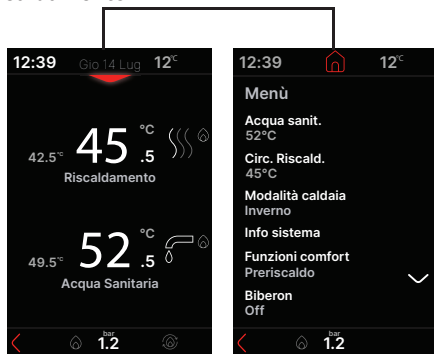 12:39 Gio 14 Lug 12°C
42.5°C 45.5 °C
Riscaldamento
49.5°C 52.5 °C
Acqua Sanitaria
bar
1.2
12:39 12°C
Menù
Acqua sanit.
52°C
Circ. Riscald.
45°C
Modalità caldaia
Inverno
Info sistema
Funzioni comfort
Preriscaldo
Biberon
Off
bar
1.2